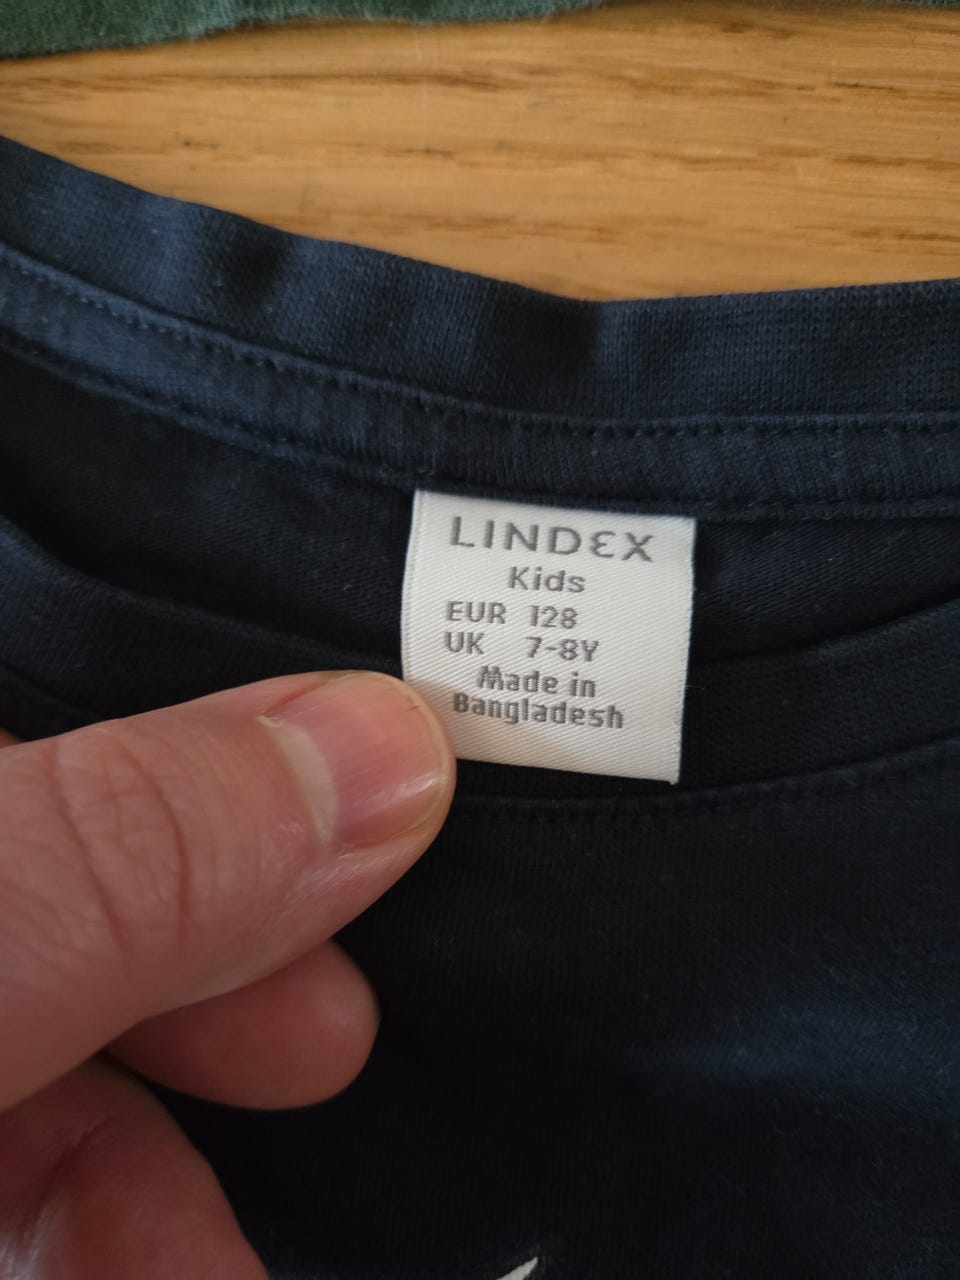 LINDEX
Kids
EUR 128
UK 7-8Y
Made in
Bangladesh